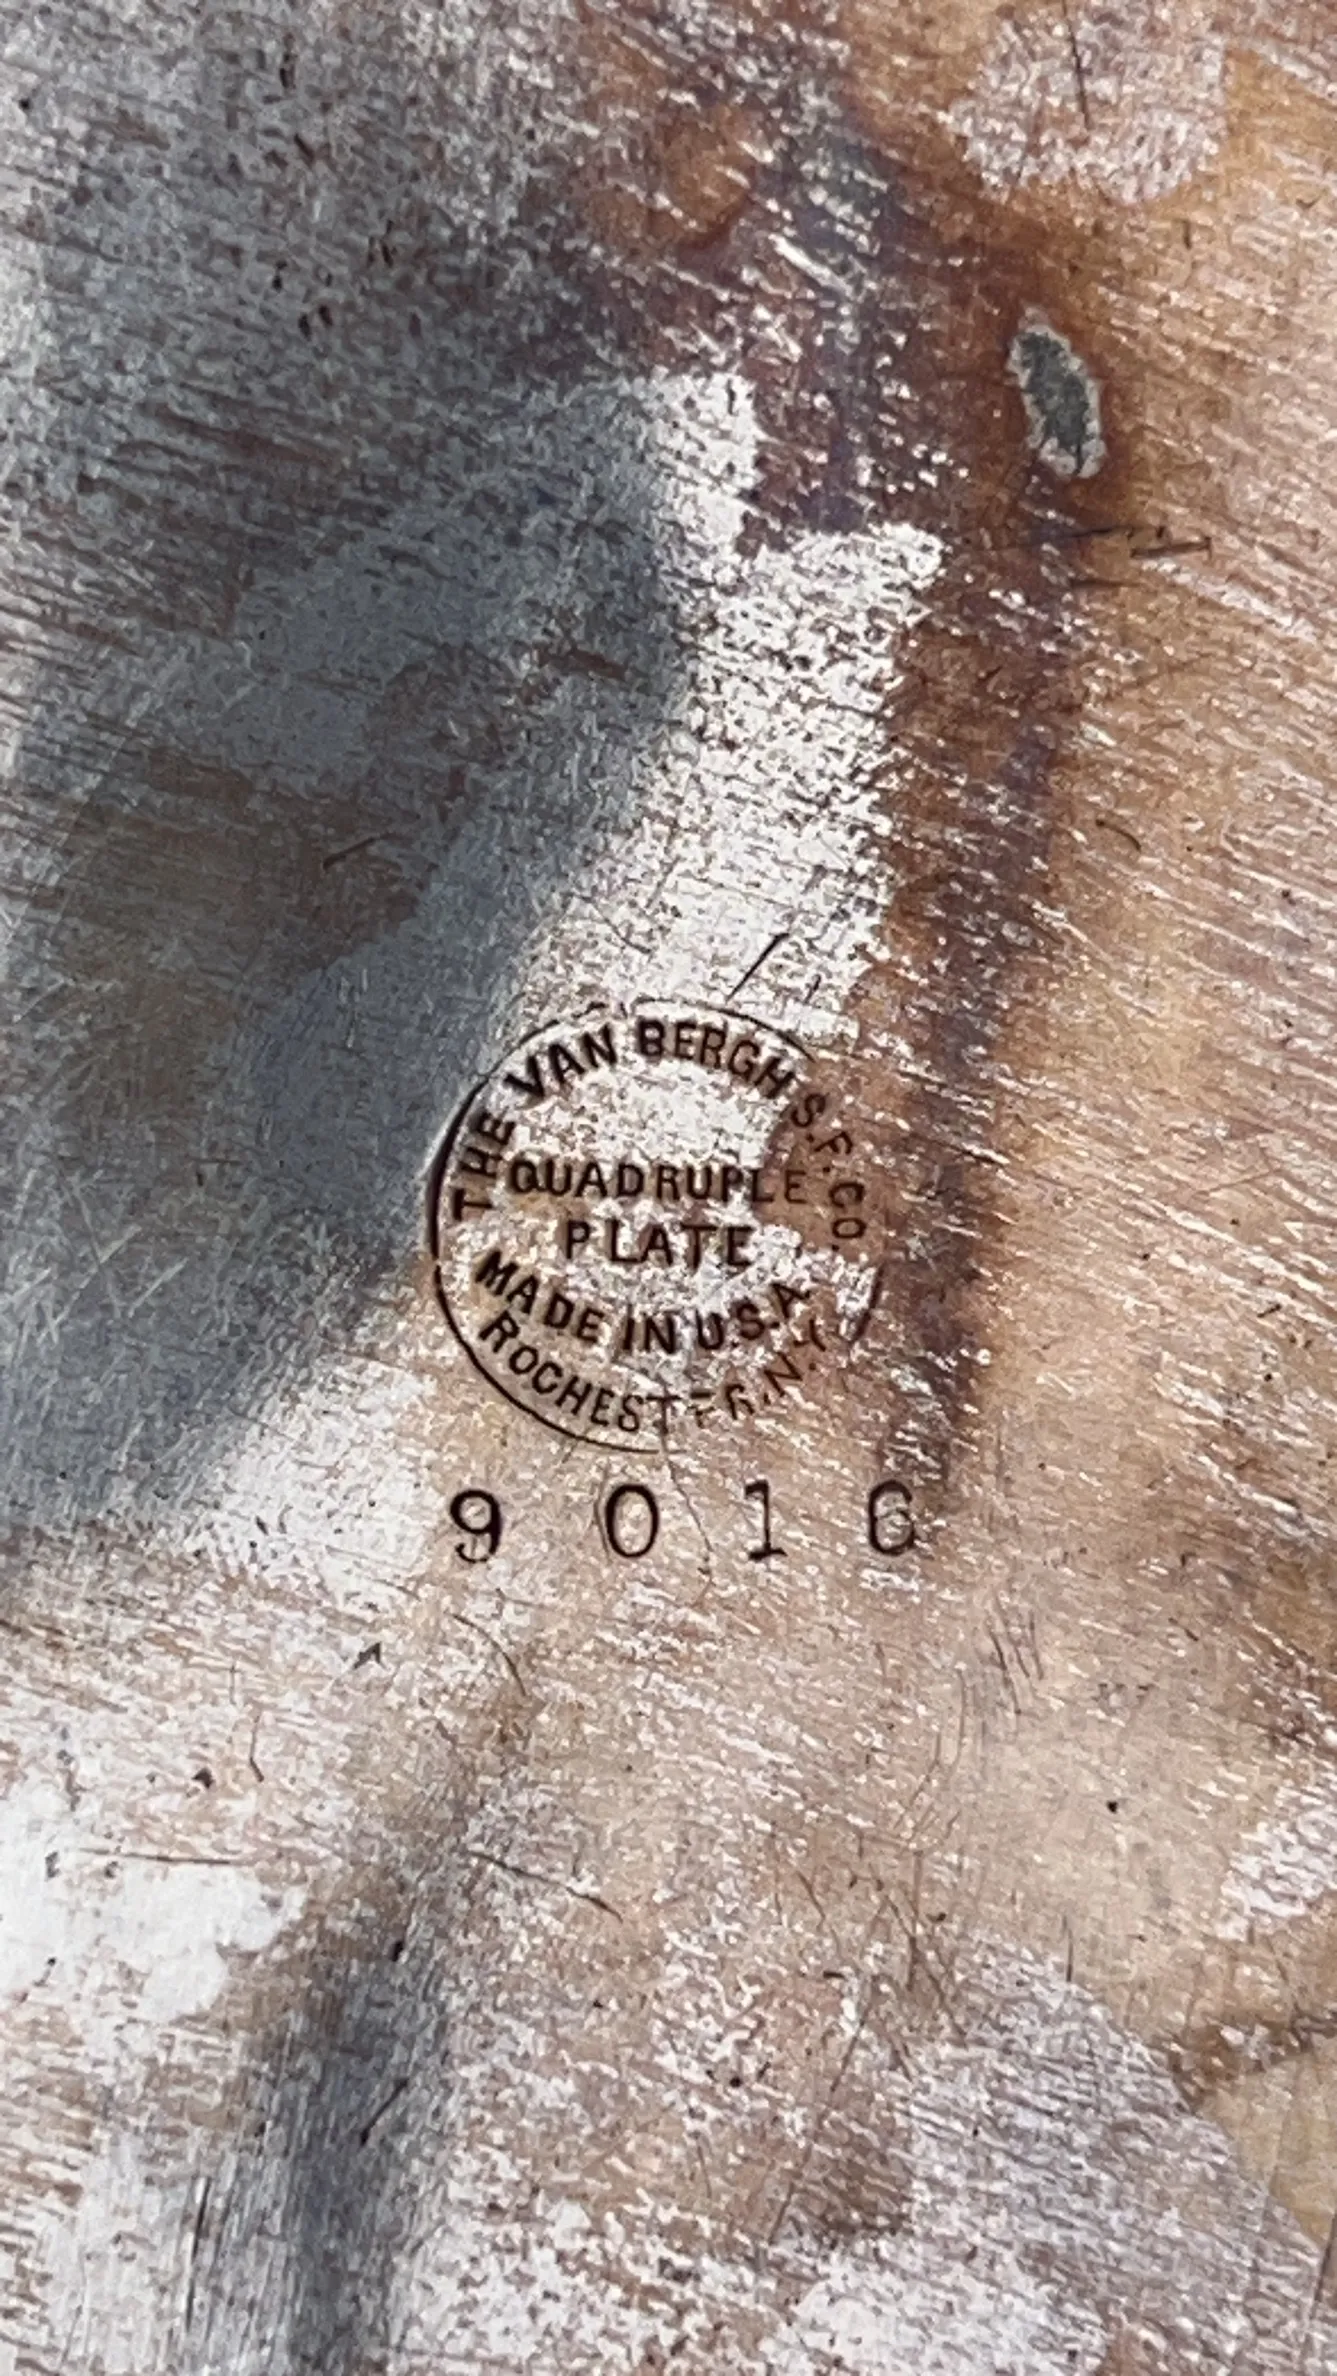 THE VAN BERGH S.F. CO.
QUADRUPLE
PLATE
MADE IN U.S.A.
ROCHESTER, N.Y.
9016